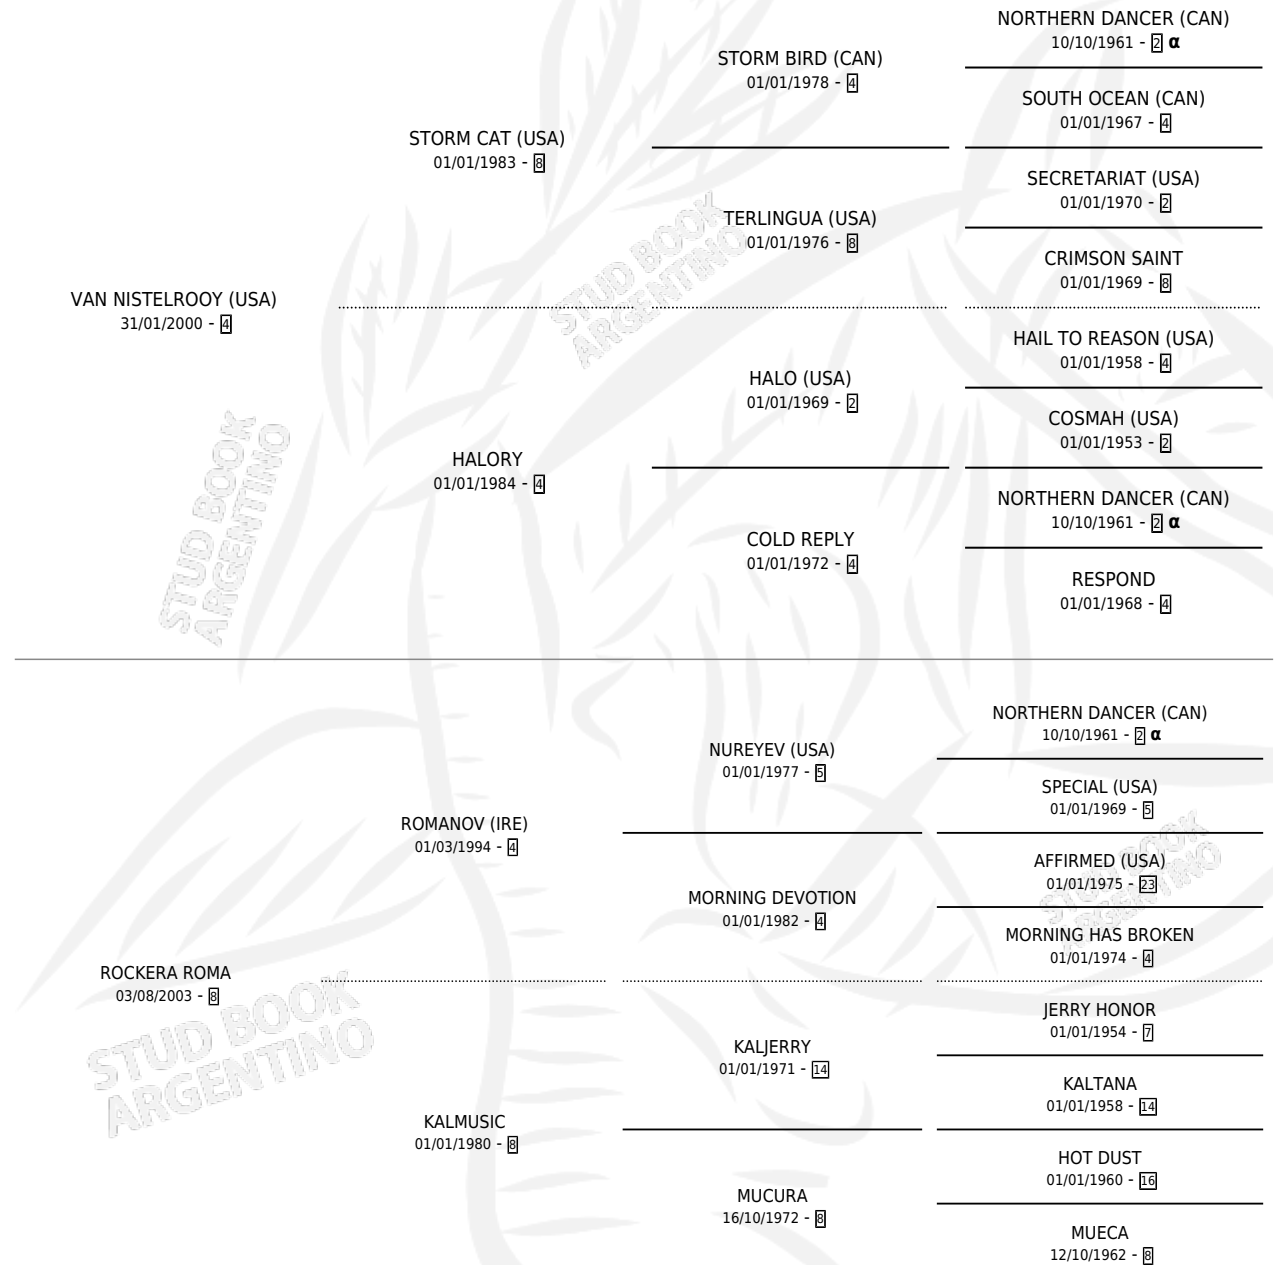 NORTHERN DANCER (CAN)
10/10/1961 - 2 α
STORM BIRD (CAN)
01/01/1978 - 4
SOUTH OCEAN (CAN)
01/01/1967 - 4
STORM CAT (USA)
01/01/1983 - 8
SECRETARIAT (USA)
01/01/1970 - 2
TERLINGUA (USA)
01/01/1976 - 8
CRIMSON SAINT
01/01/1969 - 8
VAN NISTELROOY (USA)
31/01/2000 - 4
HAIL TO REASON (USA)
01/01/1958 - 4
HALO (USA)
01/01/1969 - 2
COSMAH (USA)
01/01/1953 - 2
HALORY
01/01/1984 - 4
NORTHERN DANCER (CAN)
10/10/1961 - 2 α
COLD REPLY
01/01/1972 - 4
RESPOND
01/01/1968 - 4
NORTHERN DANCER (CAN)
10/10/1961 - 2 α
NUREYEV (USA)
01/01/1977 - 5
SPECIAL (USA)
01/01/1969 - 5
ROMANOV (IRE)
01/03/1994 - 4
AFFIRMED (USA)
01/01/1975 - 23
MORNING DEVOTION
01/01/1982 - 4
MORNING HAS BROKEN
01/01/1974 - 4
ROCKERA ROMA
03/08/2003 - 8
JERRY HONOR
01/01/1954 - 7
KALJERRY
01/01/1971 - 14
KALTANA
01/01/1958 - 14
KALMUSIC
01/01/1980 - 8
HOT DUST
01/01/1960 - 16
MUCURA
16/10/1972 - 8
MUECA
12/10/1962 - 8
STUD BOOK
ARGENTINO
STUD BOOK
ARGENTINO
STUD BOOK
ARGENTINO
STUD BOOK
ARGENTINO